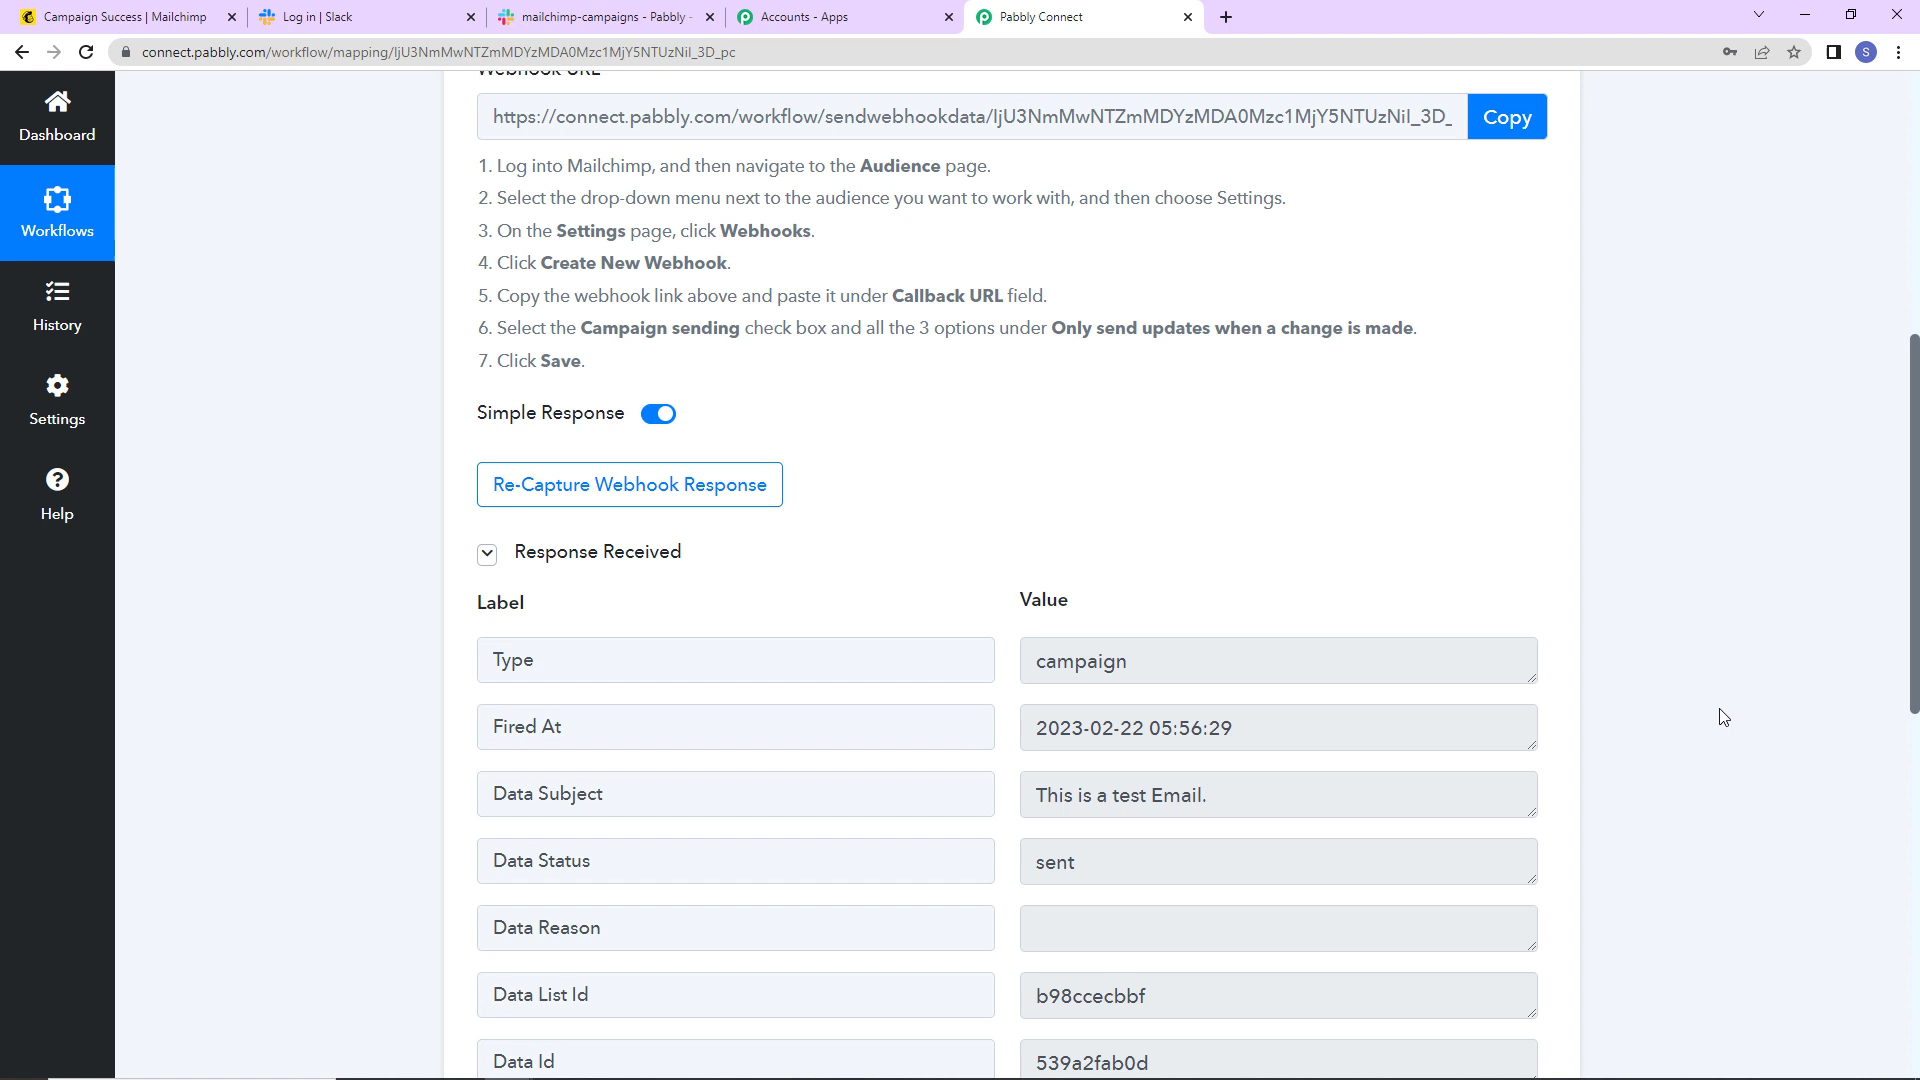 Campaign Success | Mailchimp
Log in | Slack
mailchimp-campaigns - Pabbly -
Accounts - Apps
Pabbly Connect
connect.pabbly.com/workflow/mapping/IjU3NmMwNTZmMDYzMDA0Mzc1MjY5NTUzNiI_3D_pc
S
Dashboard
Workflows
History
Settings
Help
Webhook URL
https://connect.pabbly.com/workflow/sendwebhookdata/IjU3NmMwNTZmMDYzMDA0Mzc1MjY5NTUzNiI_3D_
Copy
1. Log into Mailchimp, and then navigate to the Audience page.
2. Select the drop-down menu next to the audience you want to work with, and then choose Settings.
3. On the Settings page, click Webhooks.
4. Click Create New Webhook.
5. Copy the webhook link above and paste it under Callback URL field.
6. Select the Campaign sending check box and all the 3 options under Only send updates when a change is made.
7. Click Save.
Simple Response
Re-Capture Webhook Response
Response Received
Label
Value
Type
campaign
Fired At
2023-02-22 05:56:29
Data Subject
This is a test Email.
Data Status
sent
Data Reason
Data List Id
b98ccecbbf
Data Id
539a2fab0d